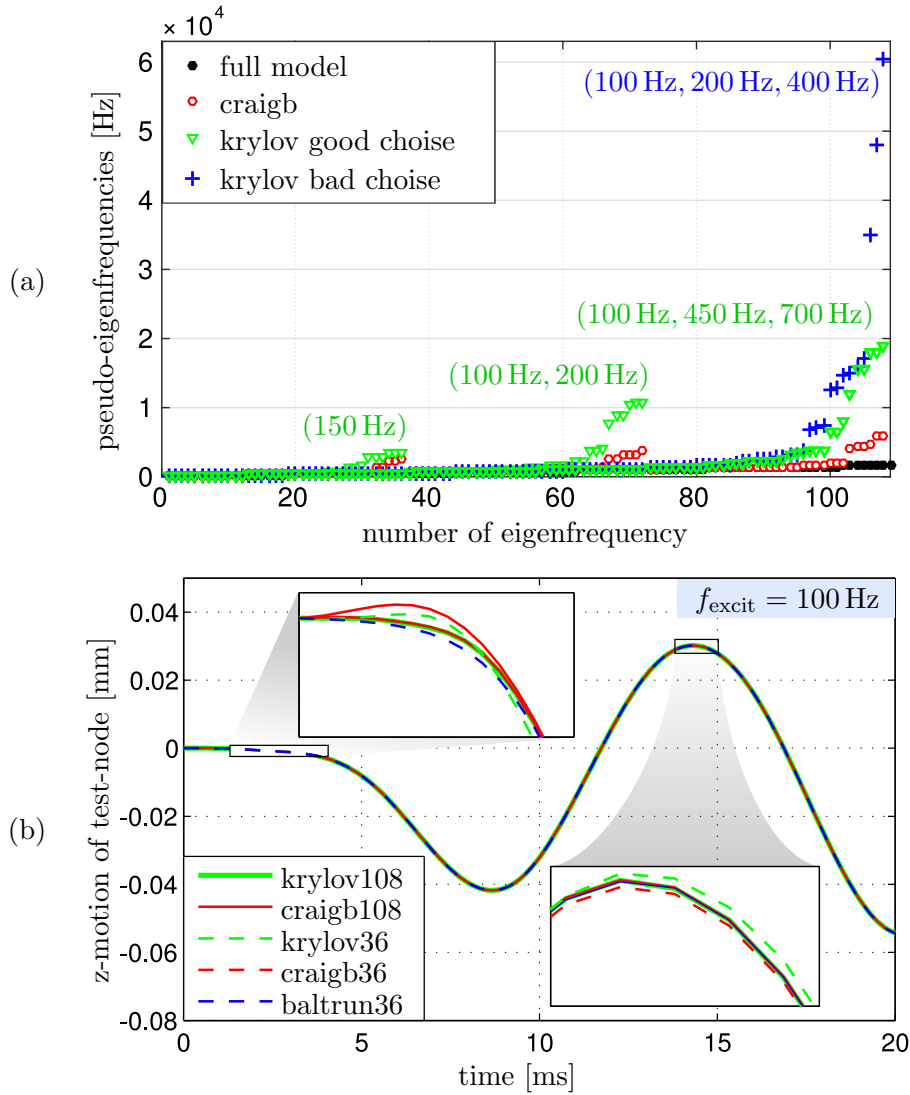 × 10⁴
pseudo-eigenfrequencies [Hz]
6
5
4
3
2
1
0
full model
craigb
krylov good choise
krylov bad choise
(100 Hz, 200 Hz, 400 Hz)
(100 Hz, 450 Hz, 700 Hz)
(100 Hz, 200 Hz)
(150 Hz)
(a)
0 20 40 60 80 100
number of eigenfrequency
f_excit = 100 Hz
z-motion of test-node [mm]
0.04
0.02
0
-0.02
-0.04
-0.06
-0.08
(b)
krylov108
craigb108
krylov36
craigb36
baltrun36
0 5 10 15 20
time [ms]